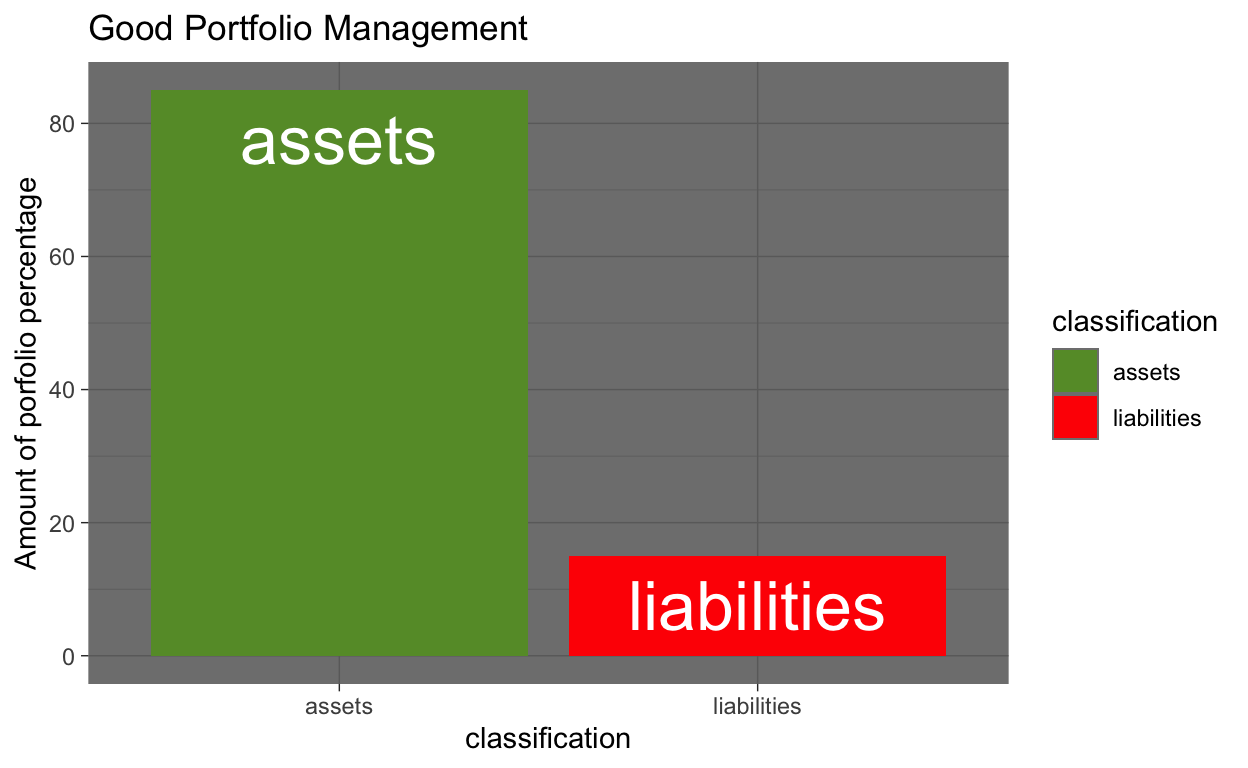 Good Portfolio Management
Amount of porfolio percentage
80
60
40
20
0
assets
liabilities
assets
liabilities
classification
classification
assets
liabilities